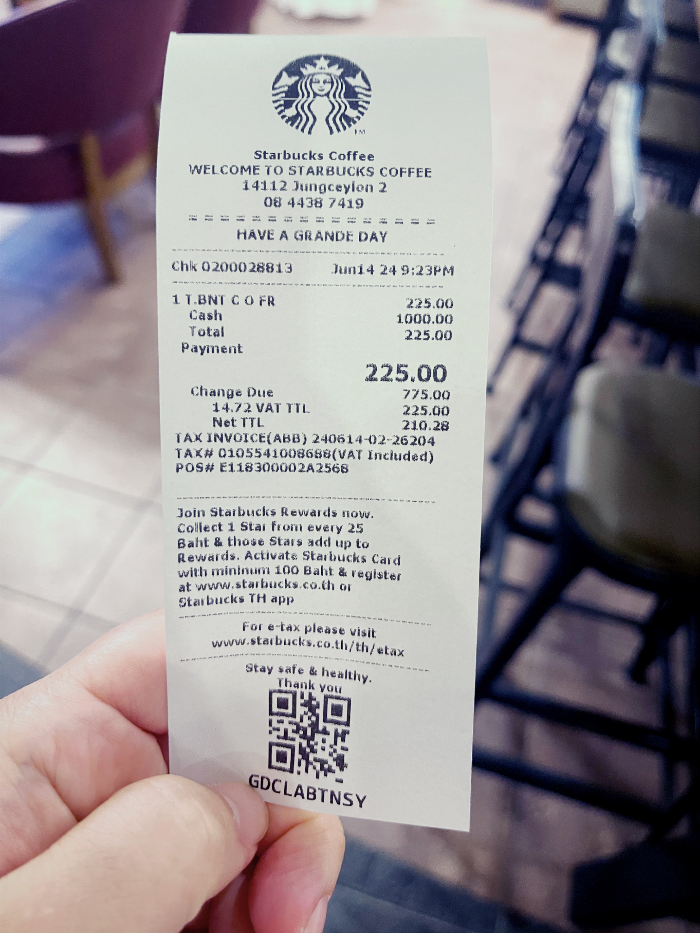 TM
Starbucks Coffee
WELCOME TO STARBUCKS COFFEE
14112 Jungceylon 2
08 4438 7419
HAVE A GRANDE DAY
Chk 0200028813 Jun14 24 9:23PM
1 T.BNT C O FR 225.00
Cash 1000.00
Total 225.00
Payment
225.00
Change Due 775.00
14.72 VAT TTL 225.00
Net TTL 210.28
TAX INVOICE(ABB) 240614-02-26204
TAX# 0105541008688(VAT Included)
POS# E118300002A2568
Join Starbucks Rewards now.
Collect 1 Star from every 25
Baht & those Stars add up to
Rewards. Activate Starbucks Card
with minimum 100 Baht & register
at www.starbucks.co.th or
Starbucks TH app
For e-tax please visit
www.starbucks.co.th/th/etax
Stay safe & healthy.
Thank you
GDCLABTNSY